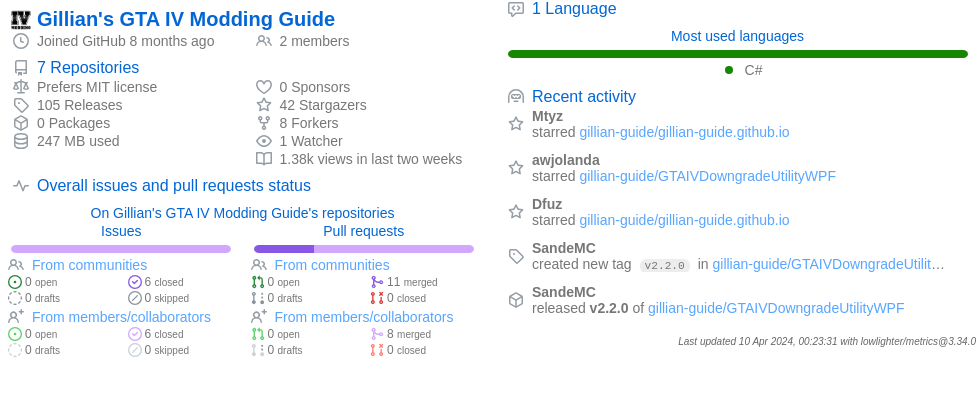 Gillian's GTA IV Modding Guide
Joined GitHub 8 months ago
2 members
7 Repositories
Prefers MIT license
105 Releases
0 Packages
247 MB used
0 Sponsors
42 Stargazers
8 Forkers
1 Watcher
1.38k views in last two weeks
Overall issues and pull requests status
On Gillian's GTA IV Modding Guide's repositories
Issues
From communities
0 open
6 closed
0 drafts
0 skipped
From members/collaborators
0 open
6 closed
0 drafts
0 skipped
Pull requests
From communities
0 open
11 merged
0 drafts
0 closed
From members/collaborators
0 open
8 merged
0 drafts
0 closed
1 Language
Most used languages
C#
Recent activity
Mtyz
starred gillian-guide/gillian-guide.github.io
awjolanda
starred gillian-guide/GTAIVDowngradeUtilityWPF
Dfuz
starred gillian-guide/gillian-guide.github.io
SandeMC
created new tag v2.2.0 in gillian-guide/GTAIVDowngradeUtilit…
SandeMC
released v2.2.0 of gillian-guide/GTAIVDowngradeUtilityWPF
Last updated 10 Apr 2024, 00:23:31 with lowlighter/metrics@3.34.0